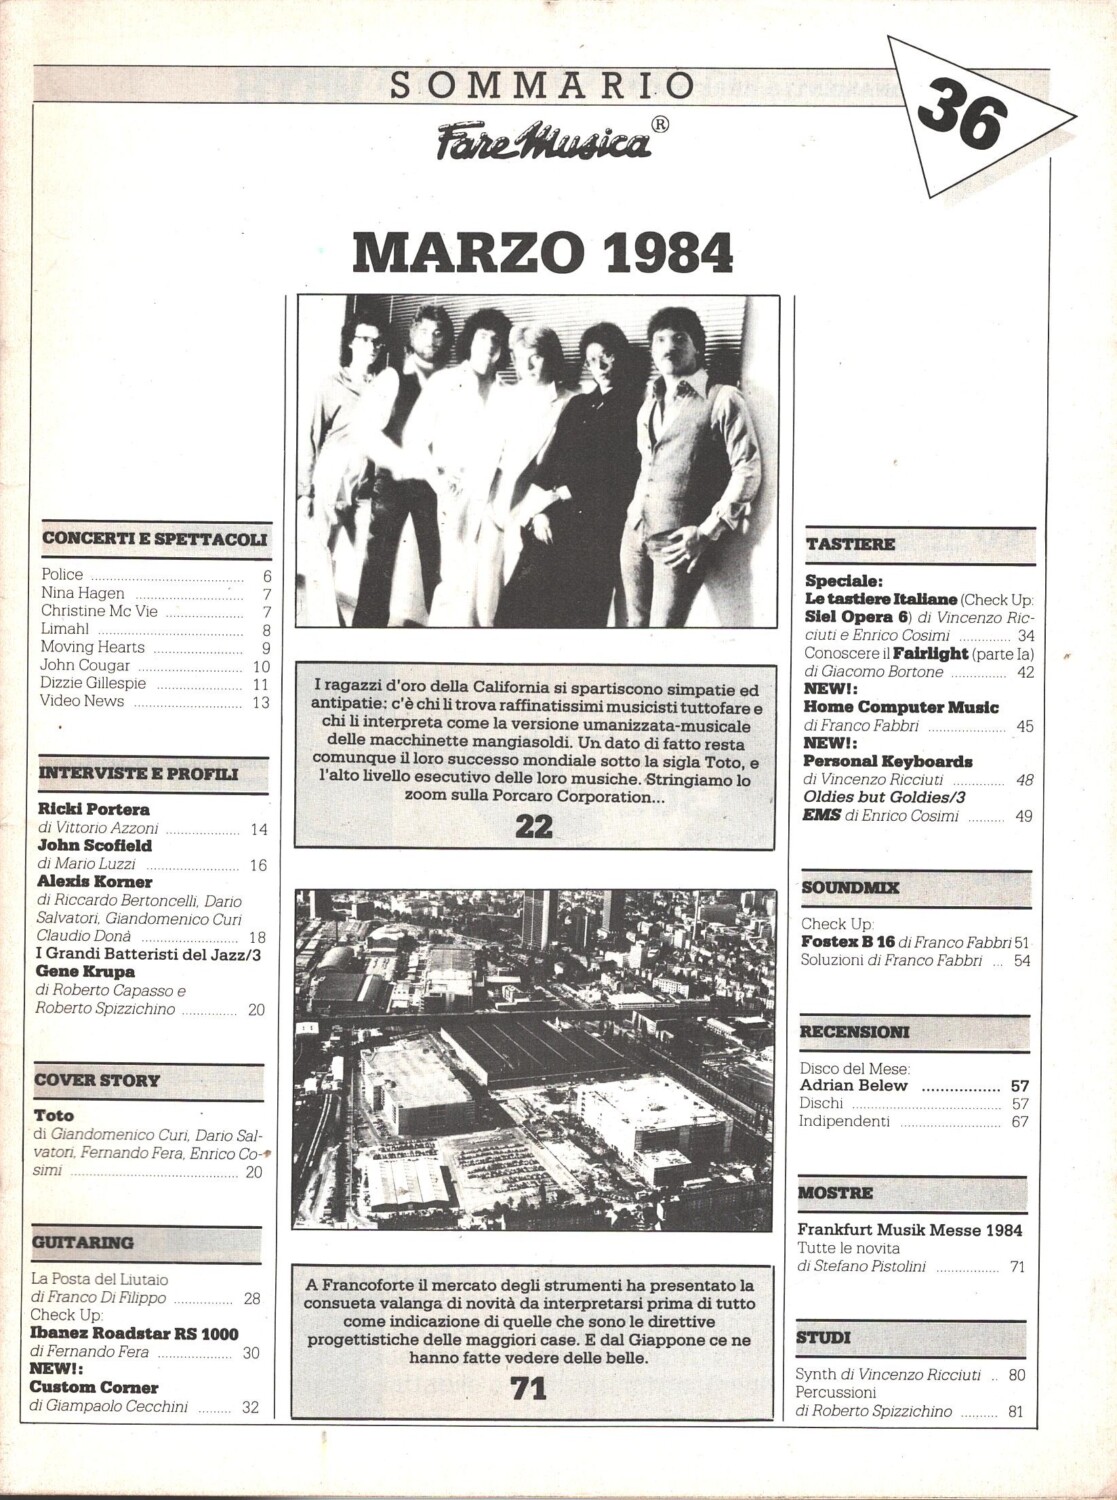 SOMMARIO
36
Fare Musica®
MARZO 1984
CONCERTI E SPETTACOLI
Police ........................................ 6
Nina Hagen ............................ 7
Christine Mc Vie .................... 7
Limahl ........................................ 8
Moving Hearts ........................ 9
John Cougar ........................... 10
Dizzie Gillespie ...................... 11
Video News ............................ 13
INTERVISTE E PROFILI
Ricki Portera
di Vittorio Azzoni ................... 14
John Scofield
di Mario Luzzi ........................ 16
Alexis Korner
di Riccardo Bertoncelli, Dario
Salvatori, Giandomenico Curi
Claudio Donà ......................... 18
I Grandi Batteristi del Jazz/3
Gene Krupa
di Roberto Capasso e
Roberto Spizzichino .............. 20
COVER STORY
Toto
di Giandomenico Curi, Dario Sal-
vatori, Fernando Fera, Enrico Co-
simi ........................................... 20
GUITARING
La Posta del Liutaio
di Franco Di Filippo ............... 28
Check Up:
Ibanez Roadstar RS 1000
di Fernando Fera ................... 30
NEW!:
Custom Corner
di Giampaolo Cecchini ......... 32
I ragazzi d'oro della California si spartiscono simpatie ed
antipatie: c'è chi li trova raffinatissimi musicisti tuttofare e
chi li interpreta come la versione umanizzata-musicale
delle macchinette mangiasoldi. Un dato di fatto resta
comunque il loro successo mondiale sotto la sigla Toto, e
l'alto livello esecutivo delle loro musiche. Stringiamo lo
zoom sulla Porcaro Corporation...
22
A Francoforte il mercato degli strumenti ha presentato la
consueta valanga di novità da interpretarsi prima di tutto
come indicazione di quelle che sono le direttive
progettistiche delle maggiori case. E dal Giappone ce ne
hanno fatte vedere delle belle.
71
TASTIERE
Speciale:
Le tastiere Italiane (Check Up:
Siel Opera 6) di Vincenzo Ric-
ciuti e Enrico Cosimi ............. 34
Conoscere il Fairlight (parte Ia)
di Giacomo Bortone .............. 42
NEW!:
Home Computer Music
di Franco Fabbri ................... 45
NEW!:
Personal Keyboards
di Vincenzo Ricciuti ............. 48
Oldies but Goldies/3
EMS di Enrico Cosimi ......... 49
SOUNDMIX
Check Up:
Fostex B 16 di Franco Fabbri 51
Soluzioni di Franco Fabbri ... 54
RECENSIONI
Disco del Mese:
Adrian Belew ................. 57
Dischi ...................................... 57
Indipendenti ......................... 67
MOSTRE
Frankfurt Musik Messe 1984
Tutte le novita
di Stefano Pistolini ................ 71
STUDI
Synth di Vincenzo Ricciuti .. 80
Percussioni
di Roberto Spizzichino .......... 81